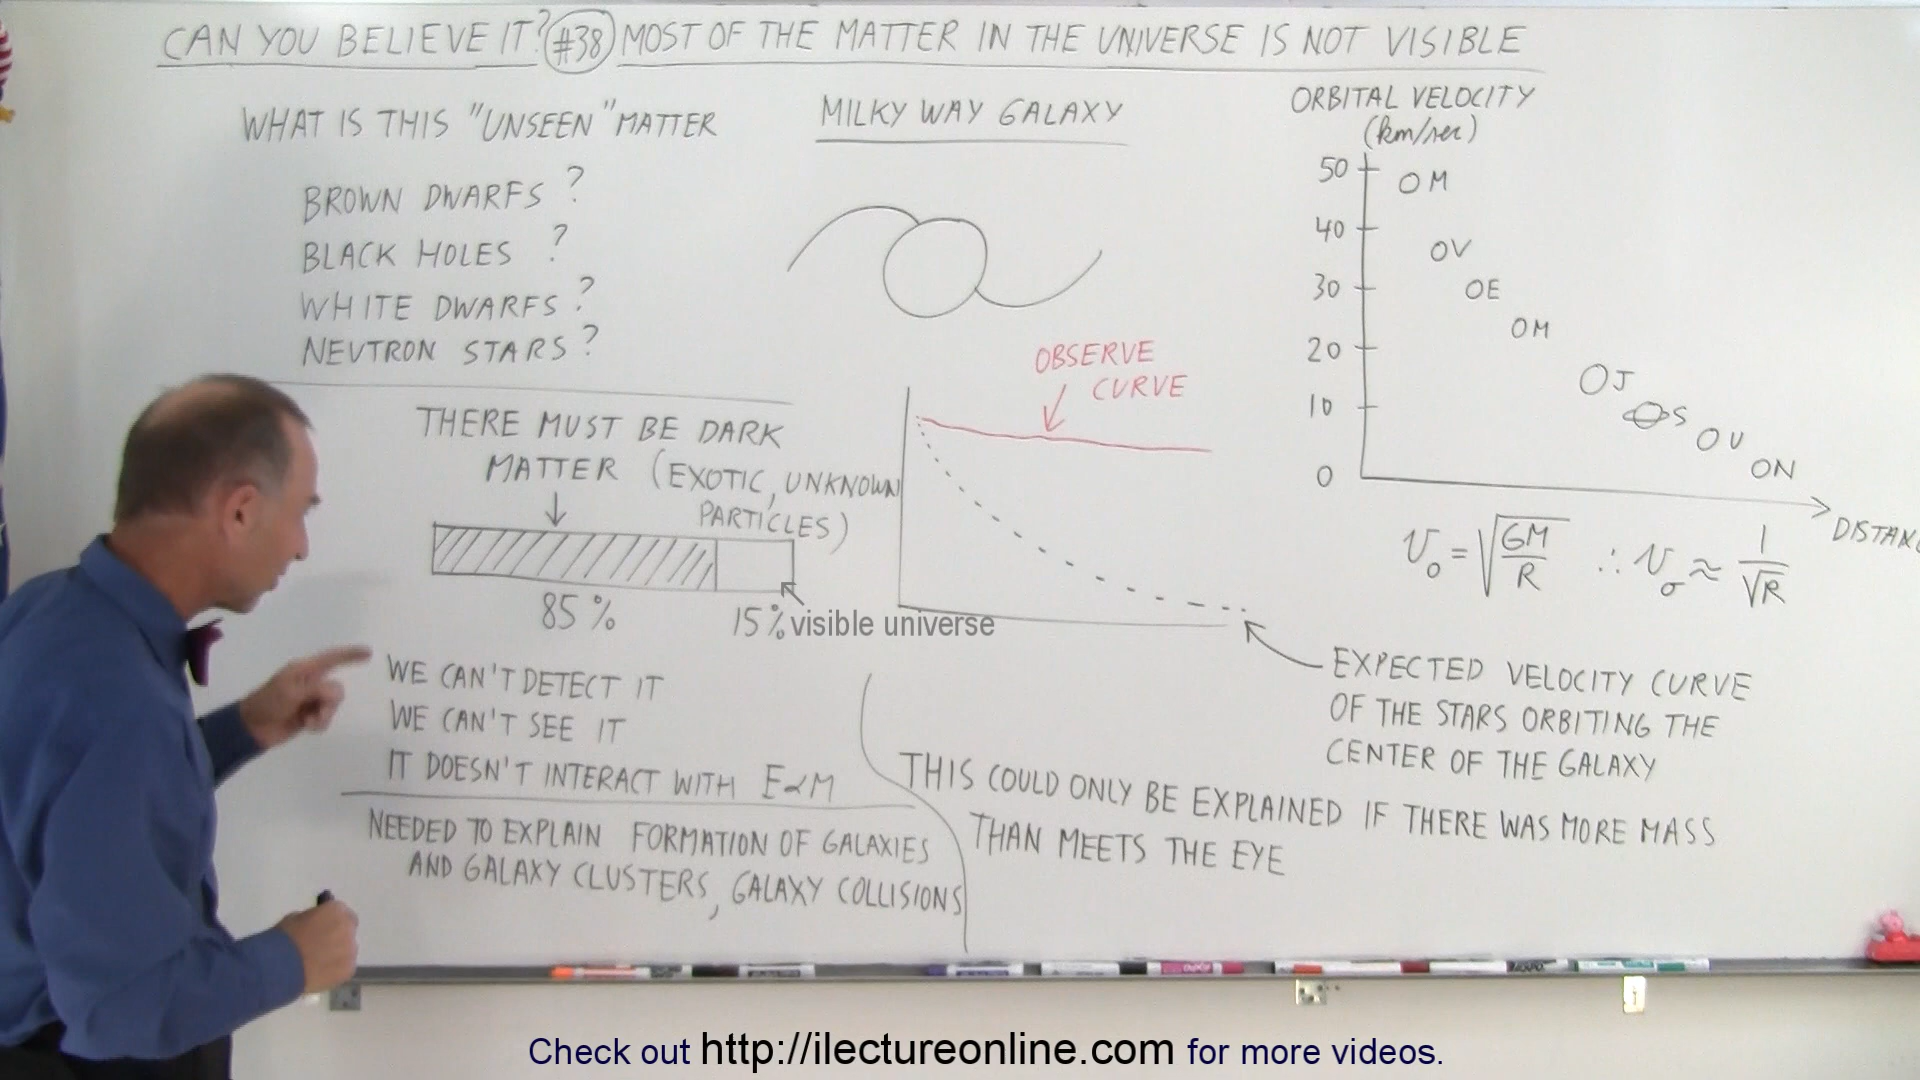 CAN YOU BELIEVE IT? #38 MOST OF THE MATTER IN THE UNIVERSE IS NOT VISIBLE
WHAT IS THIS "UNSEEN" MATTER
BROWN DWARFS ?
BLACK HOLES ?
WHITE DWARFS ?
NEUTRON STARS ?
THERE MUST BE DARK
MATTER (EXOTIC, UNKNOWN
PARTICLES)
85 %
15 %
visible universe
WE CAN'T DETECT IT
WE CAN'T SEE IT
IT DOESN'T INTERACT WITH E&M
NEEDED TO EXPLAIN FORMATION OF GALAXIES
AND GALAXY CLUSTERS, GALAXY COLLISIONS
MILKY WAY GALAXY
OBSERVE
CURVE
ORBITAL VELOCITY
(km/sec)
50
40
30
20
10
0
M
V
E
M
J
S
U
N
v₀ = √(GM/R) ∴ v₀ ≈ 1/√R
EXPECTED VELOCITY CURVE
OF THE STARS ORBITING THE
CENTER OF THE GALAXY
THIS COULD ONLY BE EXPLAINED IF THERE WAS MORE MASS
THAN MEETS THE EYE
EXPO
Check out http://ilectureonline.com for more videos.